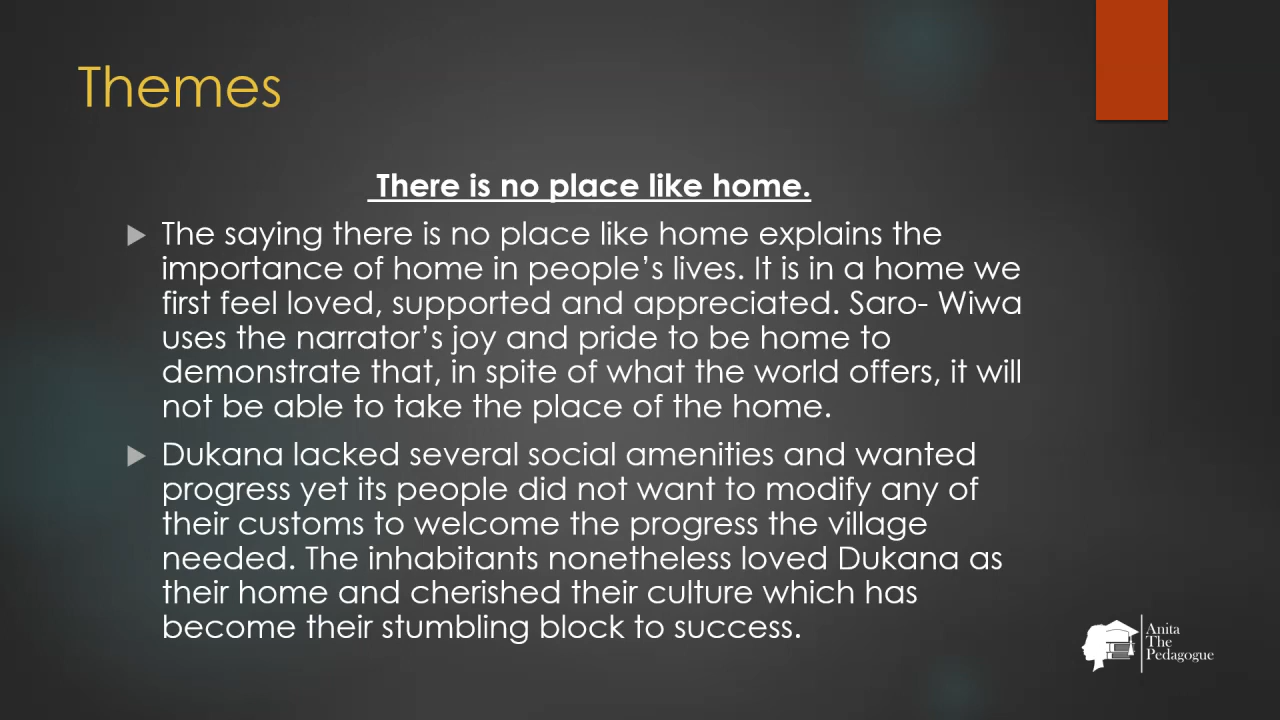 Themes
There is no place like home.
The saying there is no place like home explains the
importance of home in people’s lives. It is in a home we
first feel loved, supported and appreciated. Saro- Wiwa
uses the narrator’s joy and pride to be home to
demonstrate that, in spite of what the world offers, it will
not be able to take the place of the home.
Dukana lacked several social amenities and wanted
progress yet its people did not want to modify any of
their customs to welcome the progress the village
needed. The inhabitants nonetheless loved Dukana as
their home and cherished their culture which has
become their stumbling block to success.
Anita
The
Pedagogue